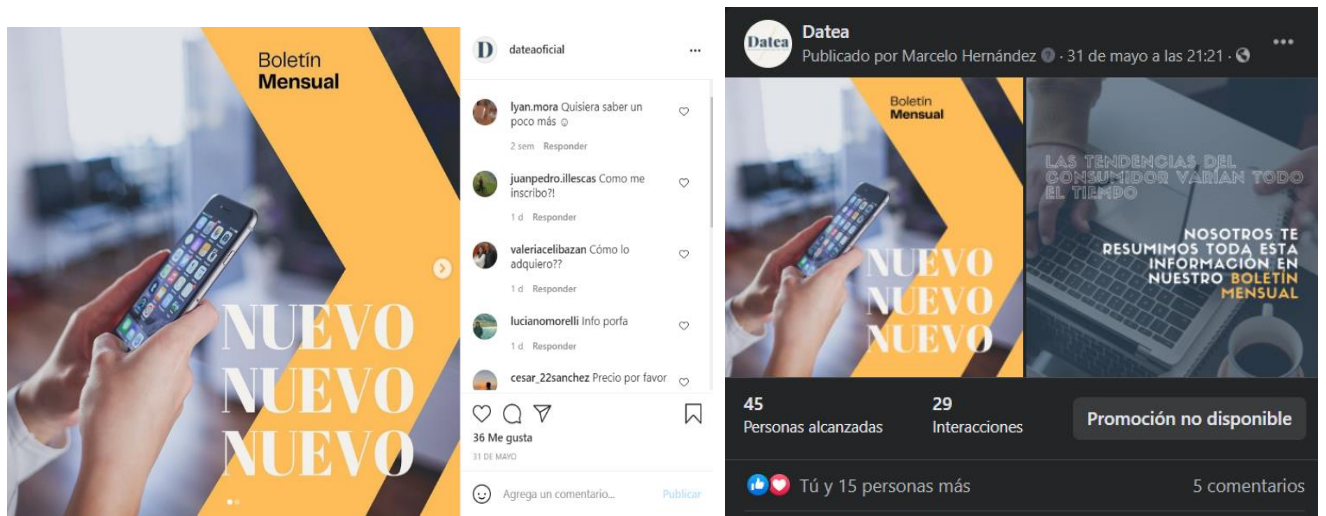 Boletín
Mensual
NUEVO
NUEVO
NUEVO
D dateaoficial
lyan.mora Quisiera saber un
poco más ☺
2 sem Responder
juanpedro.illescas Como me
inscribo?!
1 d Responder
valeriacelibazan Cómo lo
adquiero??
1 d Responder
lucianomorelli Info porfa
1 d Responder
cesar_22sanchez Precio por favor
36 Me gusta
31 DE MAYO
Agrega un comentario...
Publicar
Datea
Datea
Publicado por Marcelo Hernández · 31 de mayo a las 21:21 ·
Boletín
Mensual
NUEVO
NUEVO
NUEVO
LAS TENDENCIAS DEL
CONSUMIDOR VARÍAN TODO
EL TIEMPO
NOSOTROS TE
RESUMIMOS TODA ESTA
INFORMACIÓN EN
NUESTRO BOLETÍN
MENSUAL
45
Personas alcanzadas
29
Interacciones
Promoción no disponible
Tú y 15 personas más
5 comentarios